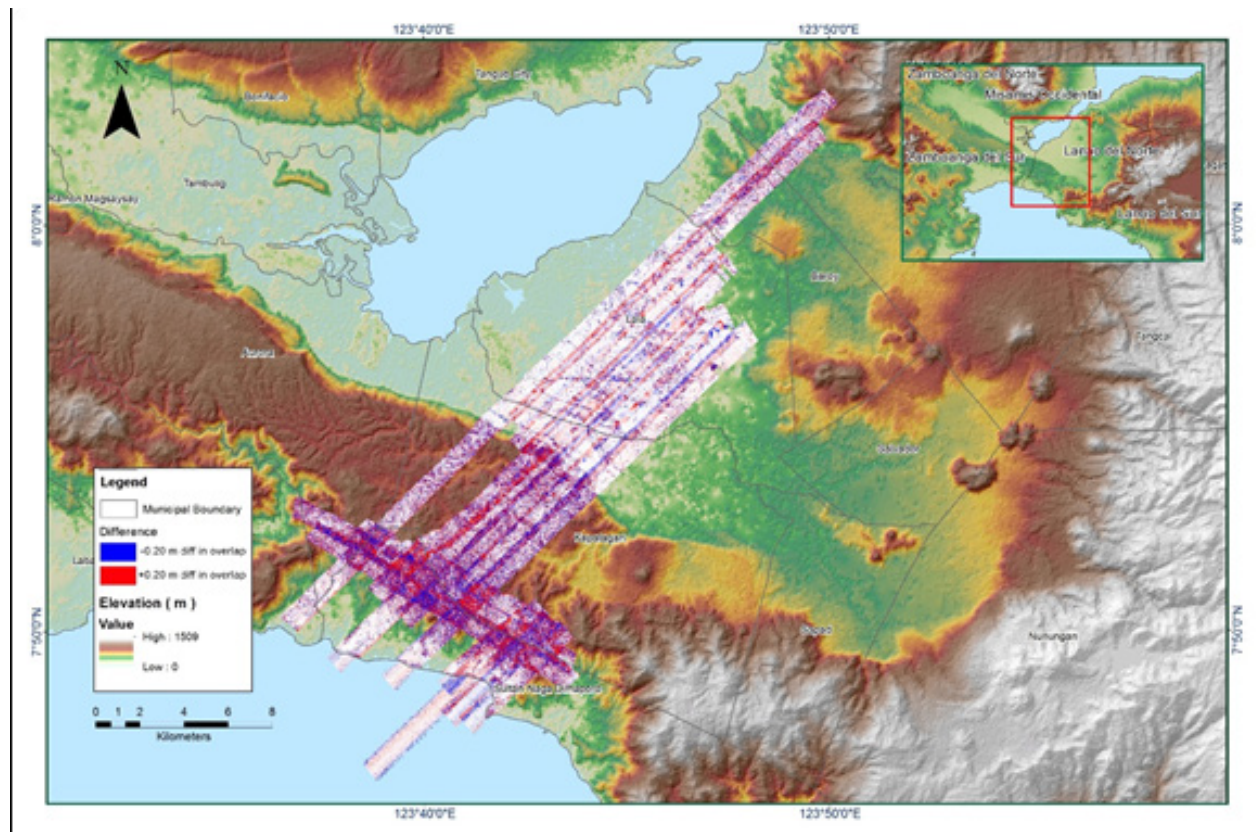 123°40'0"E
123°50'0"E
N
Tangub city
Bonifacio
Zamboanga del Norte
Misamis Occidental
Lanao del Norte
Zamboanga del Sur
Lanao del Sur
Tambulig
Ramon Magsaysay
8°0'0"N
8°0'0"N
Baroy
Lala
Aurora
Tangcal
Salvador
Legend
Municipal Boundary
Difference
-0.20 m diff in overlap
+0.20 m diff in overlap
Elevation ( m )
Value
High : 1509
Low : 0
Kapatagan
Sapad
Nunungan
7°50'0"N
7°50'0"N
Sultan Naga Dimaporo
0 1 2 4 6 8
Kilometers
123°40'0"E
123°50'0"E